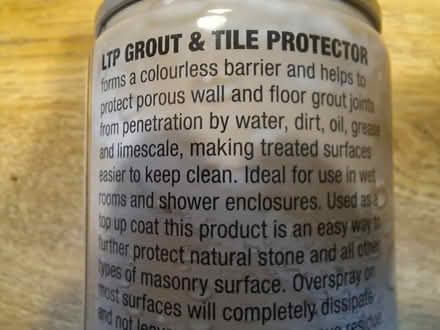 LTP GROUT & TILE PROTECTOR
forms a colourless barrier and helps to
protect porous wall and floor grout joints
from penetration by water, dirt, oil, grease
and limescale, making treated surfaces
easier to keep clean. Ideal for use in wet
rooms and shower enclosures. Used as a
top up coat this product is an easy way to
further protect natural stone and all other
types of masonry surface. Overspray on
most surfaces will completely dissipate
and not leave